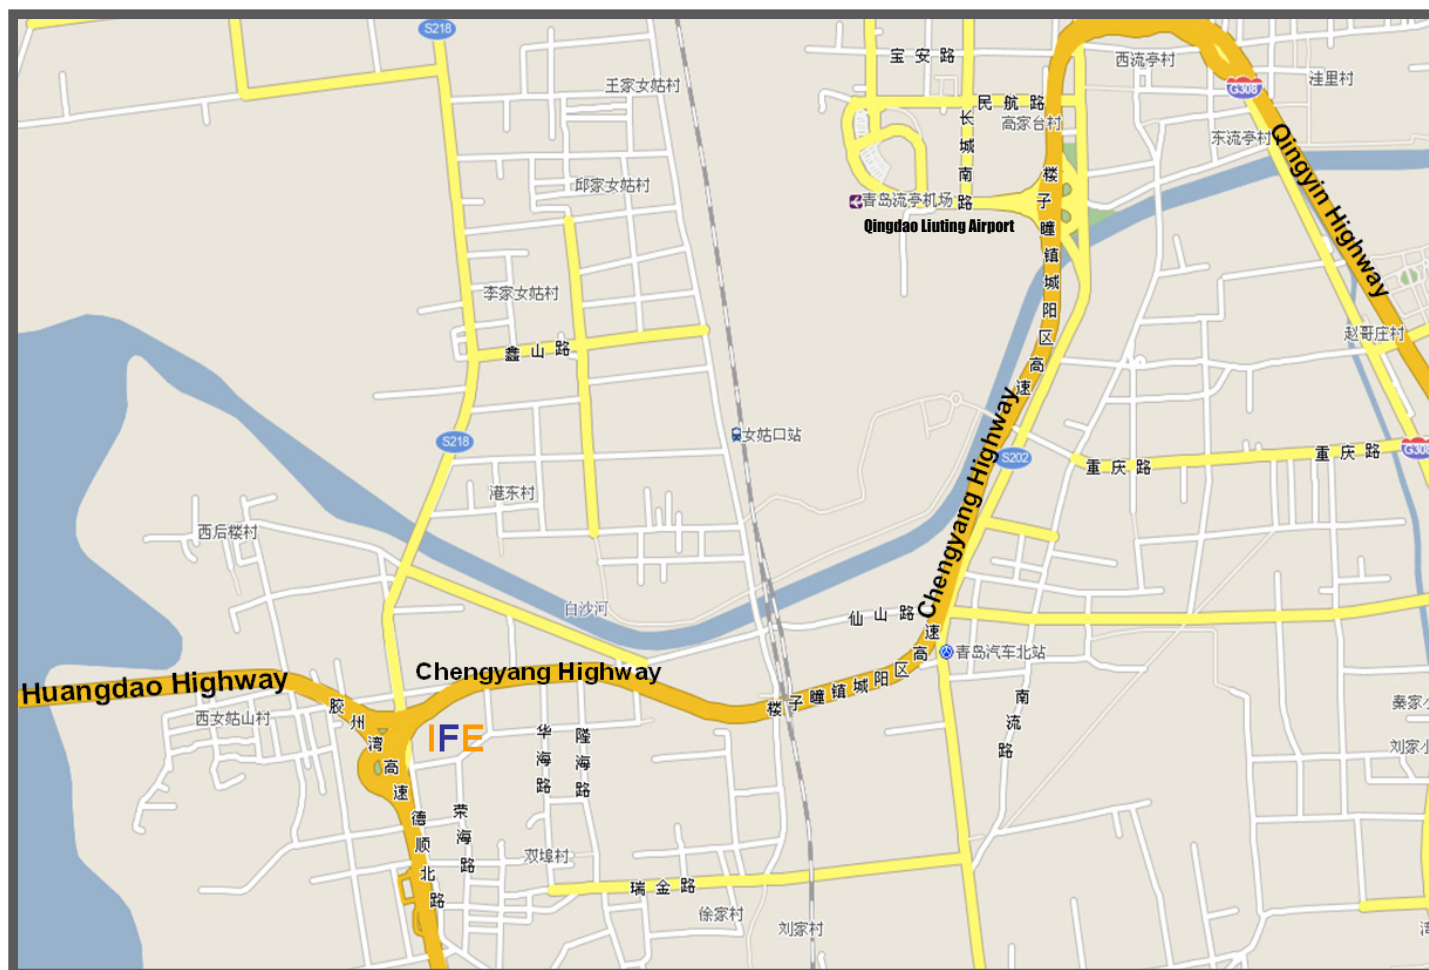 S218
宝安路
西流亭村
洼里村
王家女姑村
G308
民航路
高家台村
长城南路
东流亭村
Qingyin Highway
邱家女姑村
青岛流亭机场
Qingdao Liuting Airport
楼子疃镇城阳区高速
李家女姑村
赵哥庄村
鑫山路
女姑口站
S218
Chengyang Highway
S202
重庆路
重庆路
G308
港东村
西后楼村
白沙河
仙山路
青岛汽车北站
Huangdao Highway
Chengyang Highway
楼子疃镇城阳区高速
西女姑山村
胶州湾高速
IFE
华海路
隆海路
南流路
秦家小
刘家小
德顺北路
荣海路
双埠村
瑞金路
徐家村
刘家村